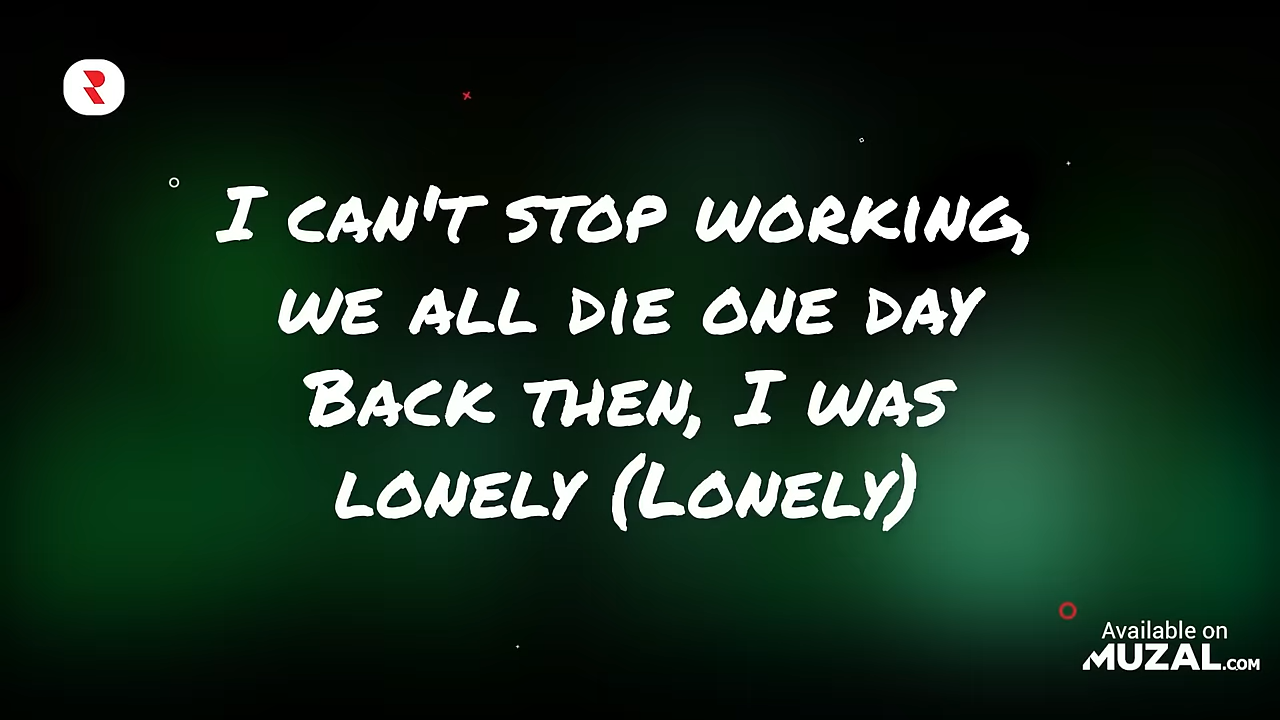 I can't stop working,
we all die one day
Back then, I was
lonely (Lonely)
Available on
MUZAL.COM